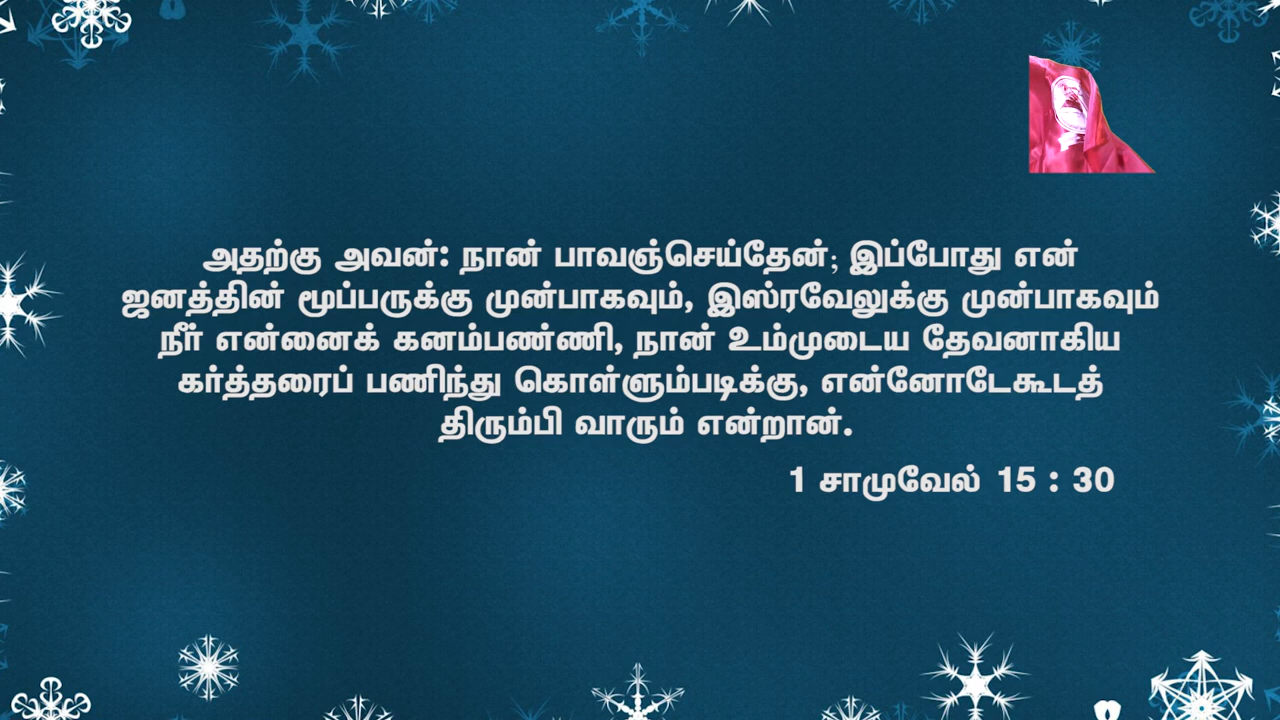 அதற்கு அவன்: நான் பாவஞ்செய்தேன்; இப்போது என்
ஜனத்தின் மூப்பருக்கு முன்பாகவும், இஸ்ரவேலுக்கு முன்பாகவும்
நீர் என்னைக் கனம்பண்ணி, நான் உம்முடைய தேவனாகிய
கர்த்தரைப் பணிந்து கொள்ளும்படிக்கு, என்னோடேகூடத்
திரும்பி வாரும் என்றான்.
1 சாமுவேல் 15 : 30